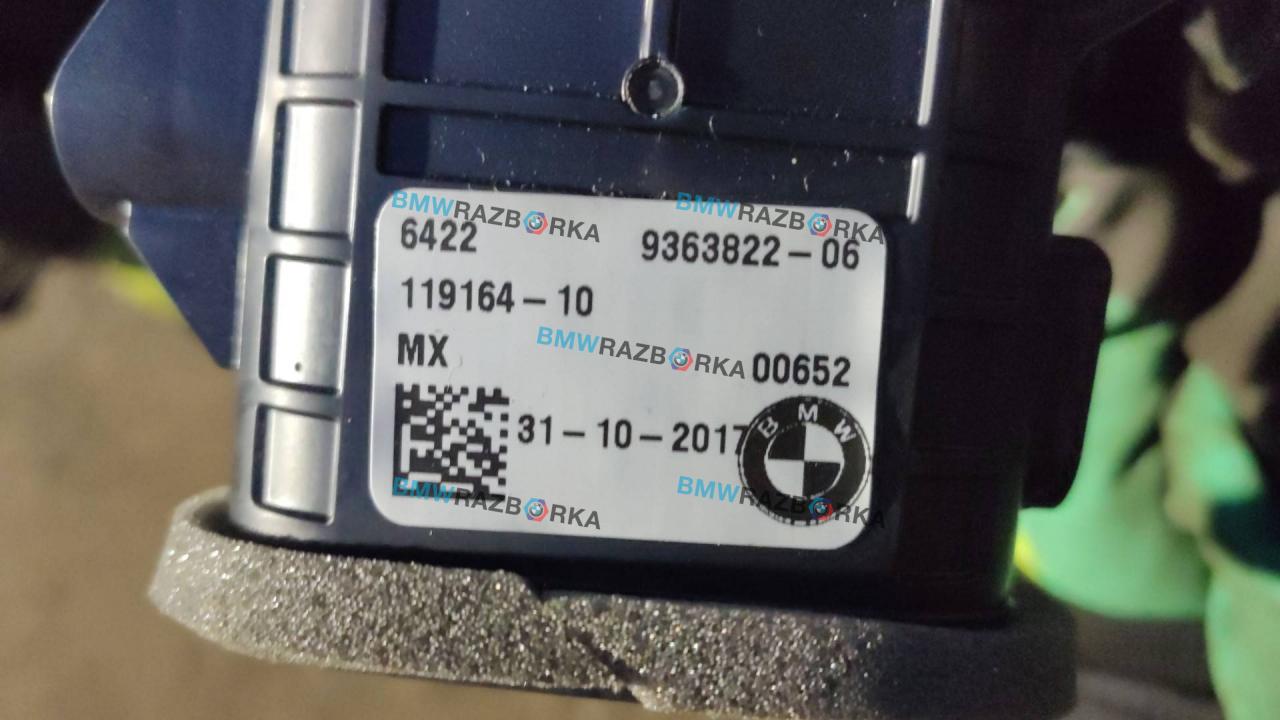 BMWRAZBORKA BMWRAZBORKA
6422 9363822-06
119164-10
BMWRAZBORKA
MX 00652
31-10-2017
BMW
BMWRAZBORKA BMWRAZBORKA